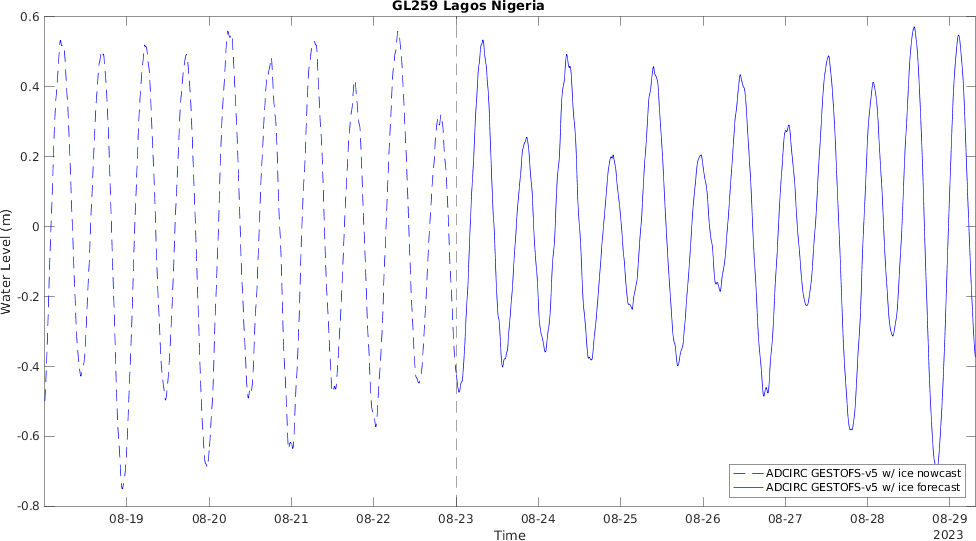 GL259 Lagos Nigeria
0.6
0.4
0.2
0
-0.2
-0.4
-0.6
-0.8
Water Level (m)
ADCIRC GESTOFS-v5 w/ ice nowcast
ADCIRC GESTOFS-v5 w/ ice forecast
08-19 08-20 08-21 08-22 08-23 08-24 08-25 08-26 08-27 08-28 08-29
Time 2023